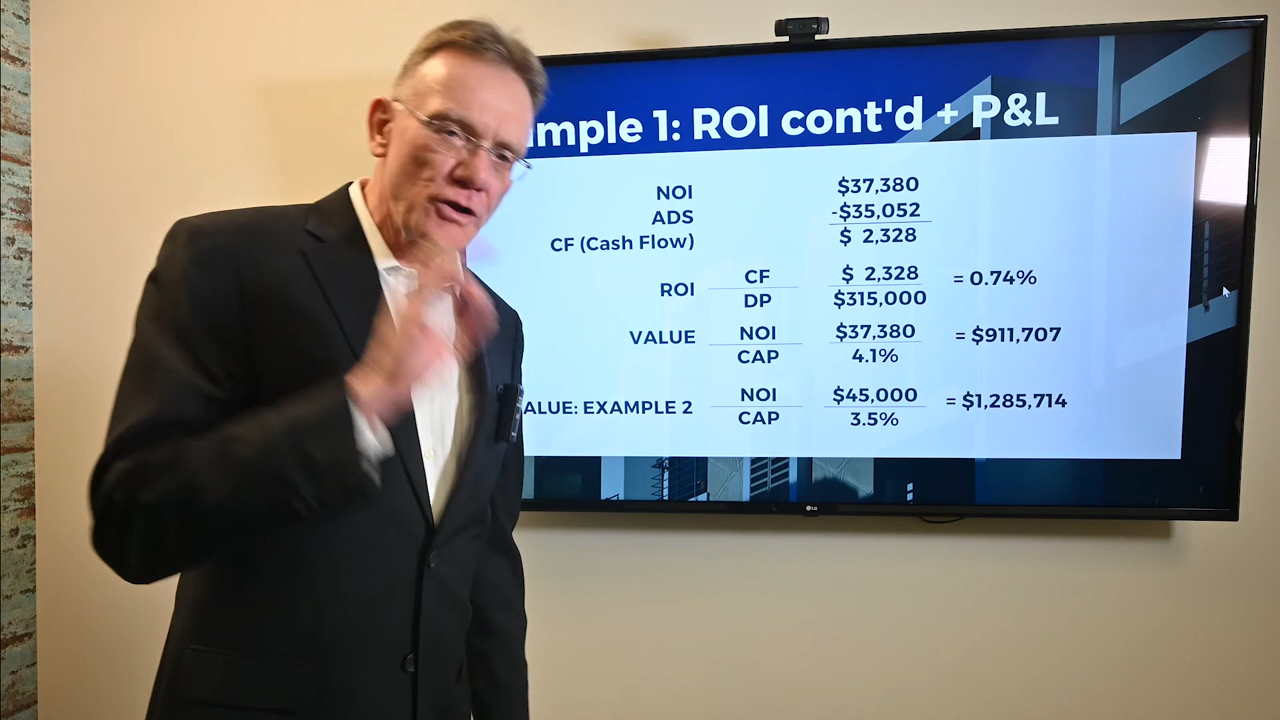 mple 1: ROI cont'd + P&L
NOI $37,380
ADS -$35,052
CF (Cash Flow) $ 2,328
ROI CF $ 2,328 = 0.74%
DP $315,000
VALUE NOI $37,380 = $911,707
CAP 4.1%
ALUE: EXAMPLE 2 NOI $45,000 = $1,285,714
CAP 3.5%
LG